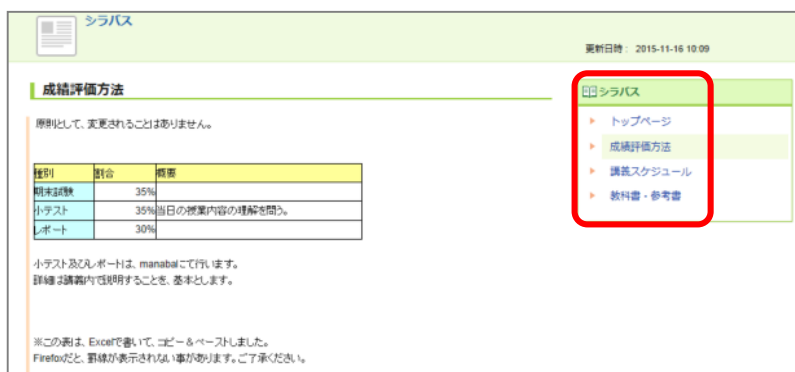 シラバス
更新日時： 2015-11-16 10:09
成績評価方法
原則として、変更されることはありません。
種別 割合 概要
期末試験 35%
小テスト 35% 当日の授業内容の理解を問う。
レポート 30%
小テスト及びレポートは、manabaにて行います。
詳細は講義内で説明することを、基本とします。
※この表は、Excelで書いて、コピー＆ペーストしました。
Firefoxだと、罫線が表示されない事があります。ご了承ください。
シラバス
トップページ
成績評価方法
講義スケジュール
教科書・参考書